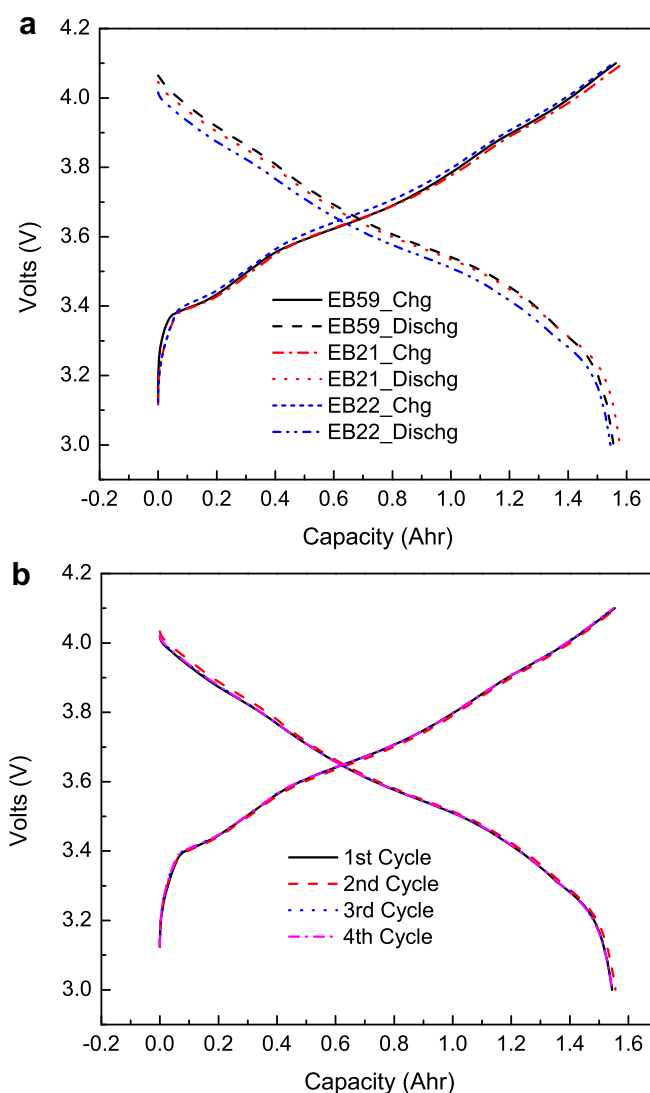 a
4.2
4.0
3.8
3.6
3.4
3.2
3.0
Volts (V)
EB59_Chg
EB59_Dischg
EB21_Chg
EB21_Dischg
EB22_Chg
EB22_Dischg
-0.2 0.0 0.2 0.4 0.6 0.8 1.0 1.2 1.4 1.6
Capacity (Ahr)
b
4.2
4.0
3.8
3.6
3.4
3.2
3.0
Volts (V)
1st Cycle
2nd Cycle
3rd Cycle
4th Cycle
-0.2 0.0 0.2 0.4 0.6 0.8 1.0 1.2 1.4 1.6
Capacity (Ahr)